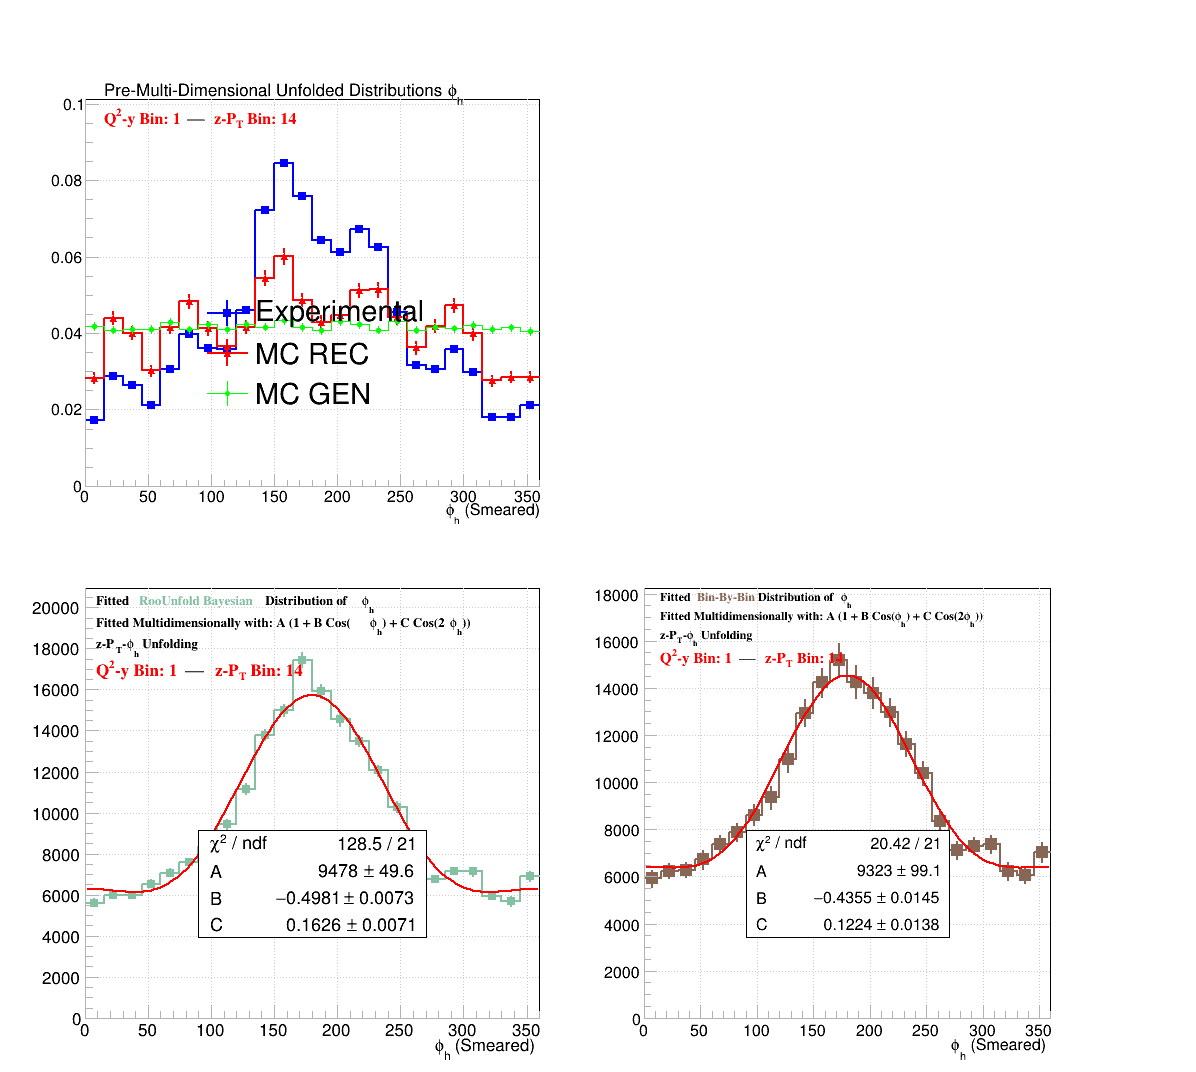 Pre-Multi-Dimensional Unfolded Distributions ϕh
Q²-y Bin: 1 — z-PT Bin: 14
0.1
0.08
0.06
0.04
0.02
0
Experimental
MC REC
MC GEN
0 50 100 150 200 250 300 350
ϕh (Smeared)
Fitted RooUnfold Bayesian Distribution of ϕh
Fitted Multidimensionally with: A (1 + B Cos( ϕh) + C Cos(2 ϕh))
z-PT-ϕh Unfolding
Q²-y Bin: 1 — z-PT Bin: 14
20000
18000
16000
14000
12000
10000
8000
6000
4000
2000
0
χ² / ndf 128.5 / 21
A 9478 ± 49.6
B −0.4981 ± 0.0073
C 0.1626 ± 0.0071
0 50 100 150 200 250 300 350
ϕh (Smeared)
Fitted Bin-By-Bin Distribution of ϕh
Fitted Multidimensionally with: A (1 + B Cos(ϕh) + C Cos(2ϕh))
z-PT-ϕh Unfolding
Q²-y Bin: 1 — z-PT Bin: 14
18000
16000
14000
12000
10000
8000
6000
4000
2000
0
χ² / ndf 20.42 / 21
A 9323 ± 99.1
B −0.4355 ± 0.0145
C 0.1224 ± 0.0138
0 50 100 150 200 250 300 350
ϕh (Smeared)